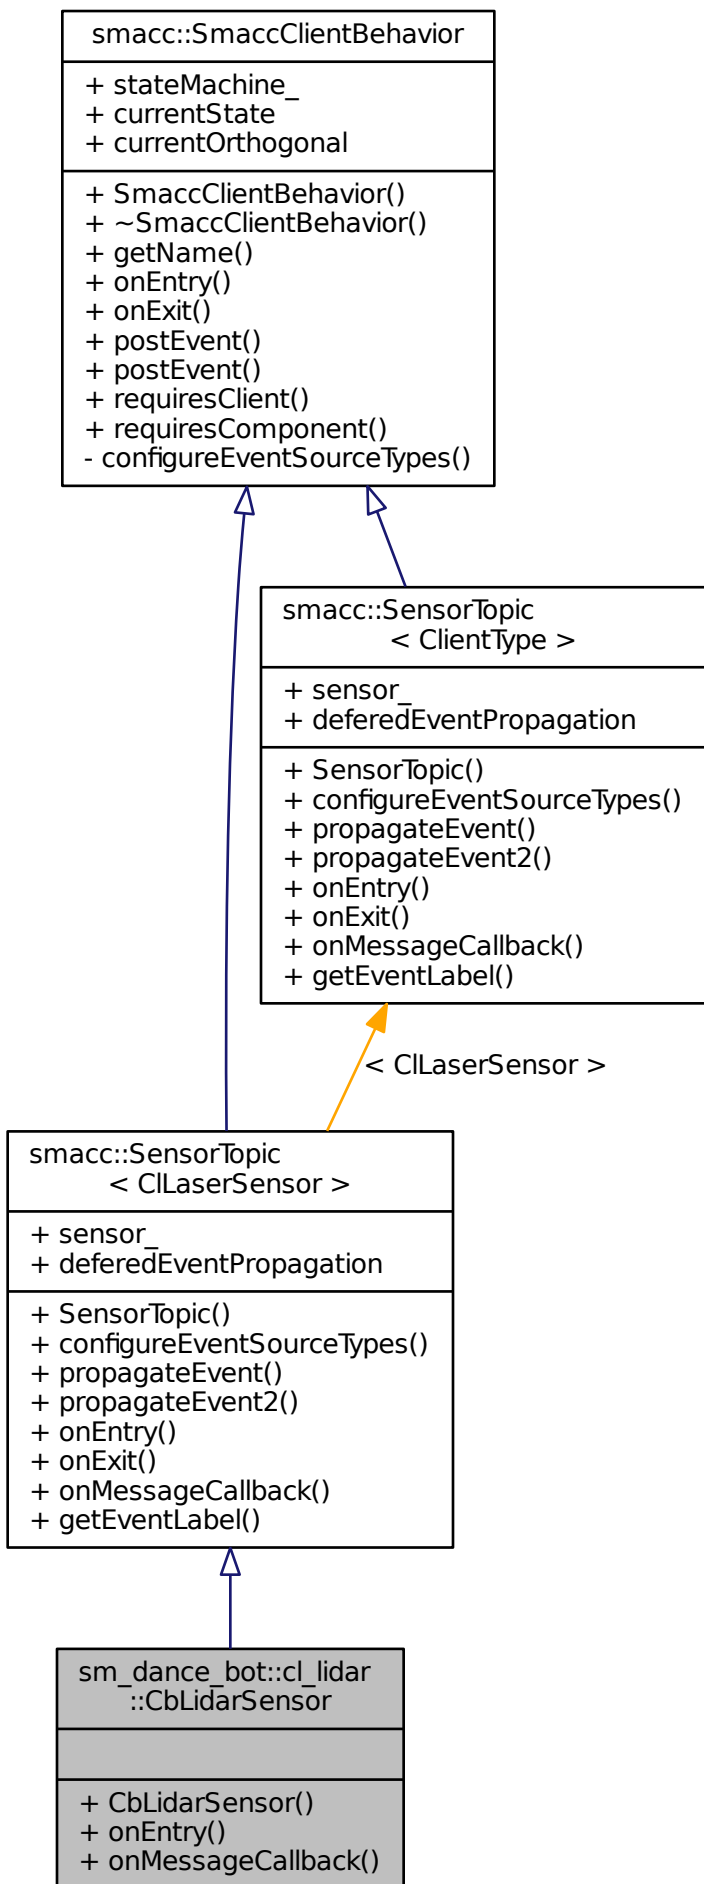 smacc::SmaccClientBehavior
+ stateMachine_
+ currentState
+ currentOrthogonal
+ SmaccClientBehavior()
+ ~SmaccClientBehavior()
+ getName()
+ onEntry()
+ onExit()
+ postEvent()
+ postEvent()
+ requiresClient()
+ requiresComponent()
- configureEventSourceTypes()
smacc::SensorTopic
< ClientType >
+ sensor_
+ deferedEventPropagation
+ SensorTopic()
+ configureEventSourceTypes()
+ propagateEvent()
+ propagateEvent2()
+ onEntry()
+ onExit()
+ onMessageCallback()
+ getEventLabel()
< ClLaserSensor >
smacc::SensorTopic
< ClLaserSensor >
+ sensor_
+ deferedEventPropagation
+ SensorTopic()
+ configureEventSourceTypes()
+ propagateEvent()
+ propagateEvent2()
+ onEntry()
+ onExit()
+ onMessageCallback()
+ getEventLabel()
sm_dance_bot::cl_lidar
::CbLidarSensor
+ CbLidarSensor()
+ onEntry()
+ onMessageCallback()